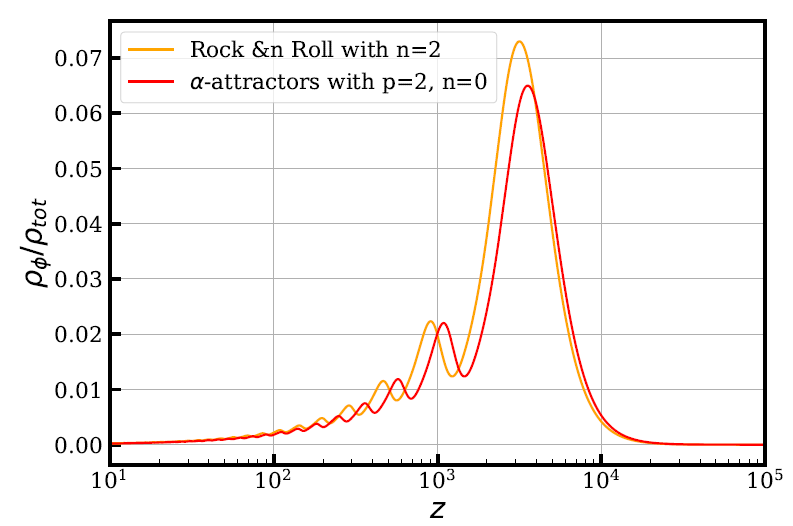 Rock &n Roll with n=2
α-attractors with p=2, n=0
0.07
0.06
0.05
0.04
0.03
0.02
0.01
0.00
ρϕ/ρtot
10¹ 10² 10³ 10⁴ 10⁵
z